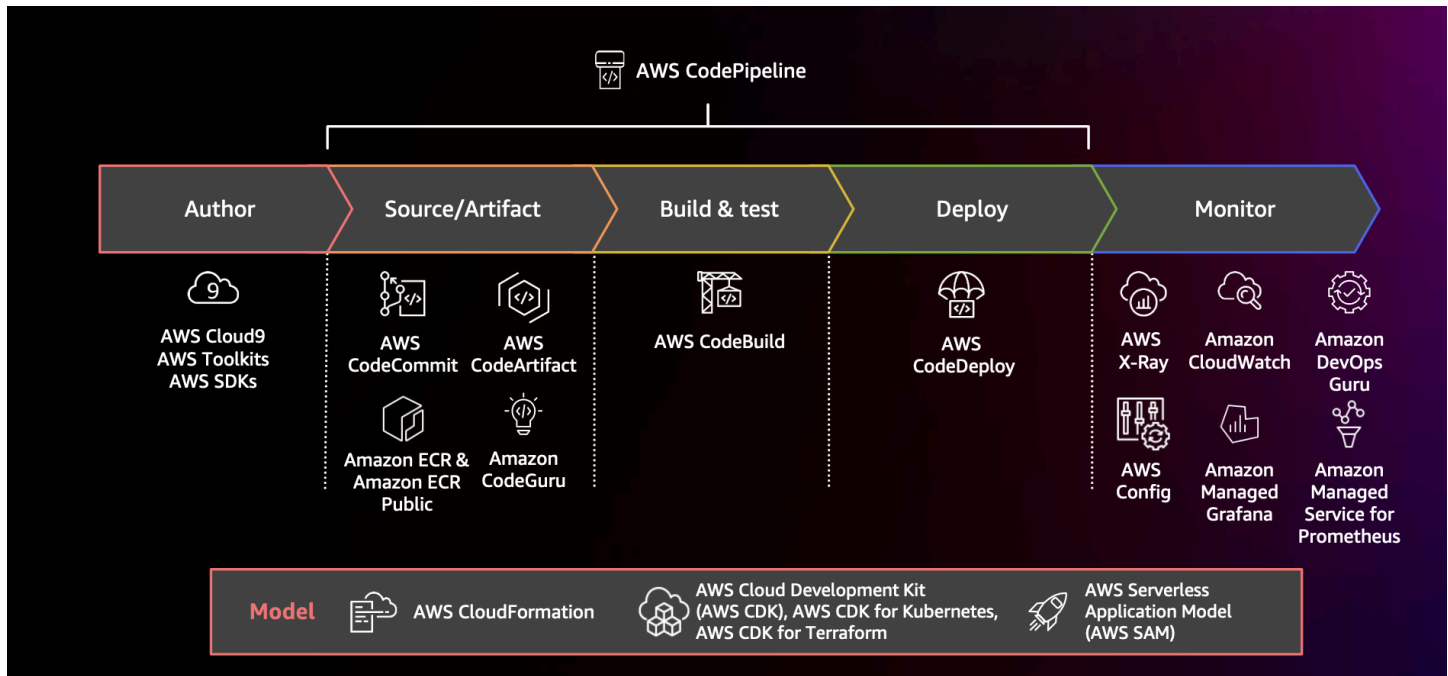 AWS CodePipeline
Author
Source/Artifact
Build & test
Deploy
Monitor
9
AWS Cloud9
AWS Toolkits
AWS SDKs
</>
AWS
CodeCommit
</>
AWS
CodeArtifact
Amazon ECR &
Amazon ECR
Public
</>
Amazon
CodeGuru
</>
AWS CodeBuild
</>
AWS
CodeDeploy
AWS
X-Ray
Amazon
CloudWatch
Amazon
DevOps
Guru
AWS
Config
Amazon
Managed
Grafana
Amazon
Managed
Service for
Prometheus
Model
AWS CloudFormation
AWS Cloud Development Kit
(AWS CDK), AWS CDK for Kubernetes,
AWS CDK for Terraform
AWS Serverless
Application Model
(AWS SAM)